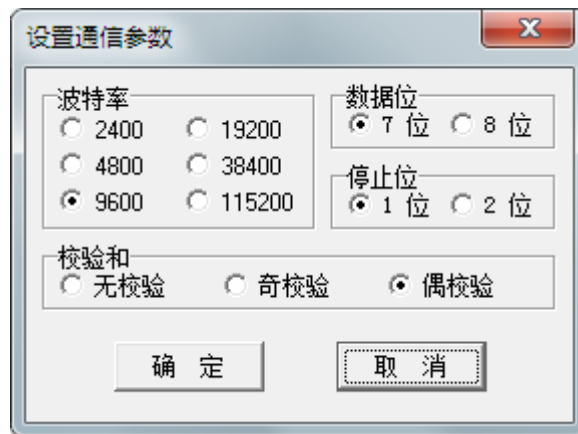 设置通信参数
波特率
2400 19200
4800 38400
9600 115200
数据位
7 位 8 位
停止位
1 位 2 位
校验和
无校验 奇校验 偶校验
确 定 取 消